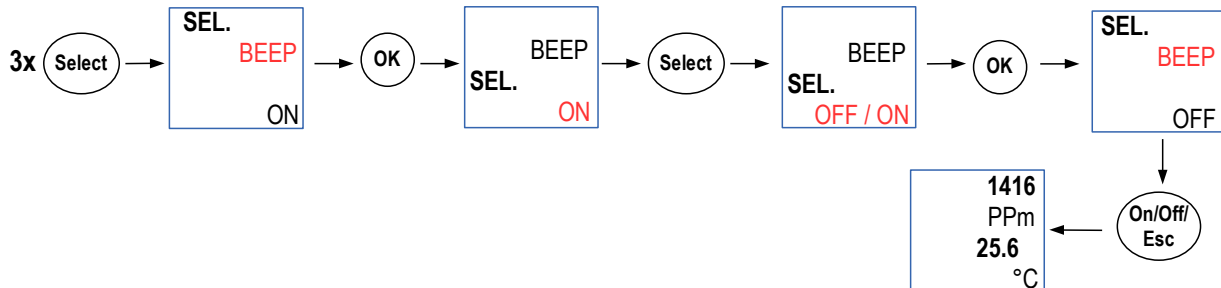 3x
Select
SEL.
BEEP
ON
OK
BEEP
SEL.
ON
Select
BEEP
SEL.
OFF / ON
OK
SEL.
BEEP
OFF
On/Off/
Esc
1416
PPm
25.6
°C